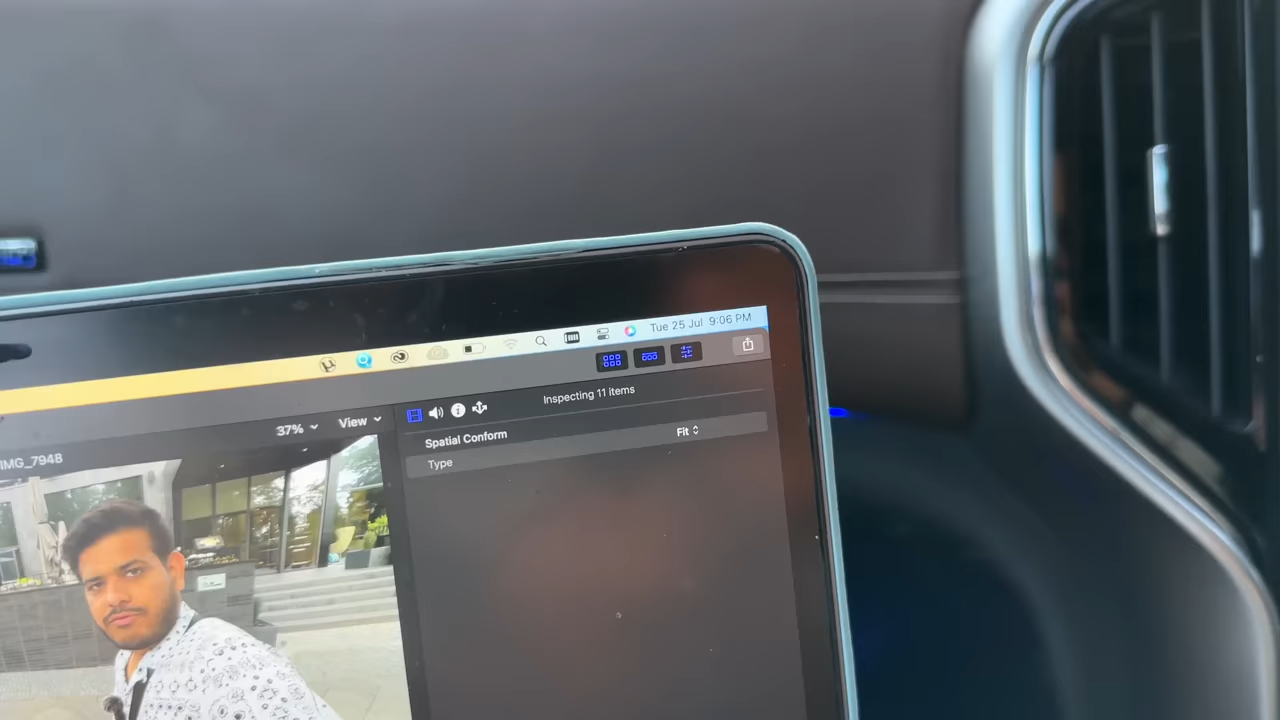 Tue 25 Jul 9:06 PM
Inspecting 11 items
37% View
IMG_7948
Spatial Conform
Type Fit